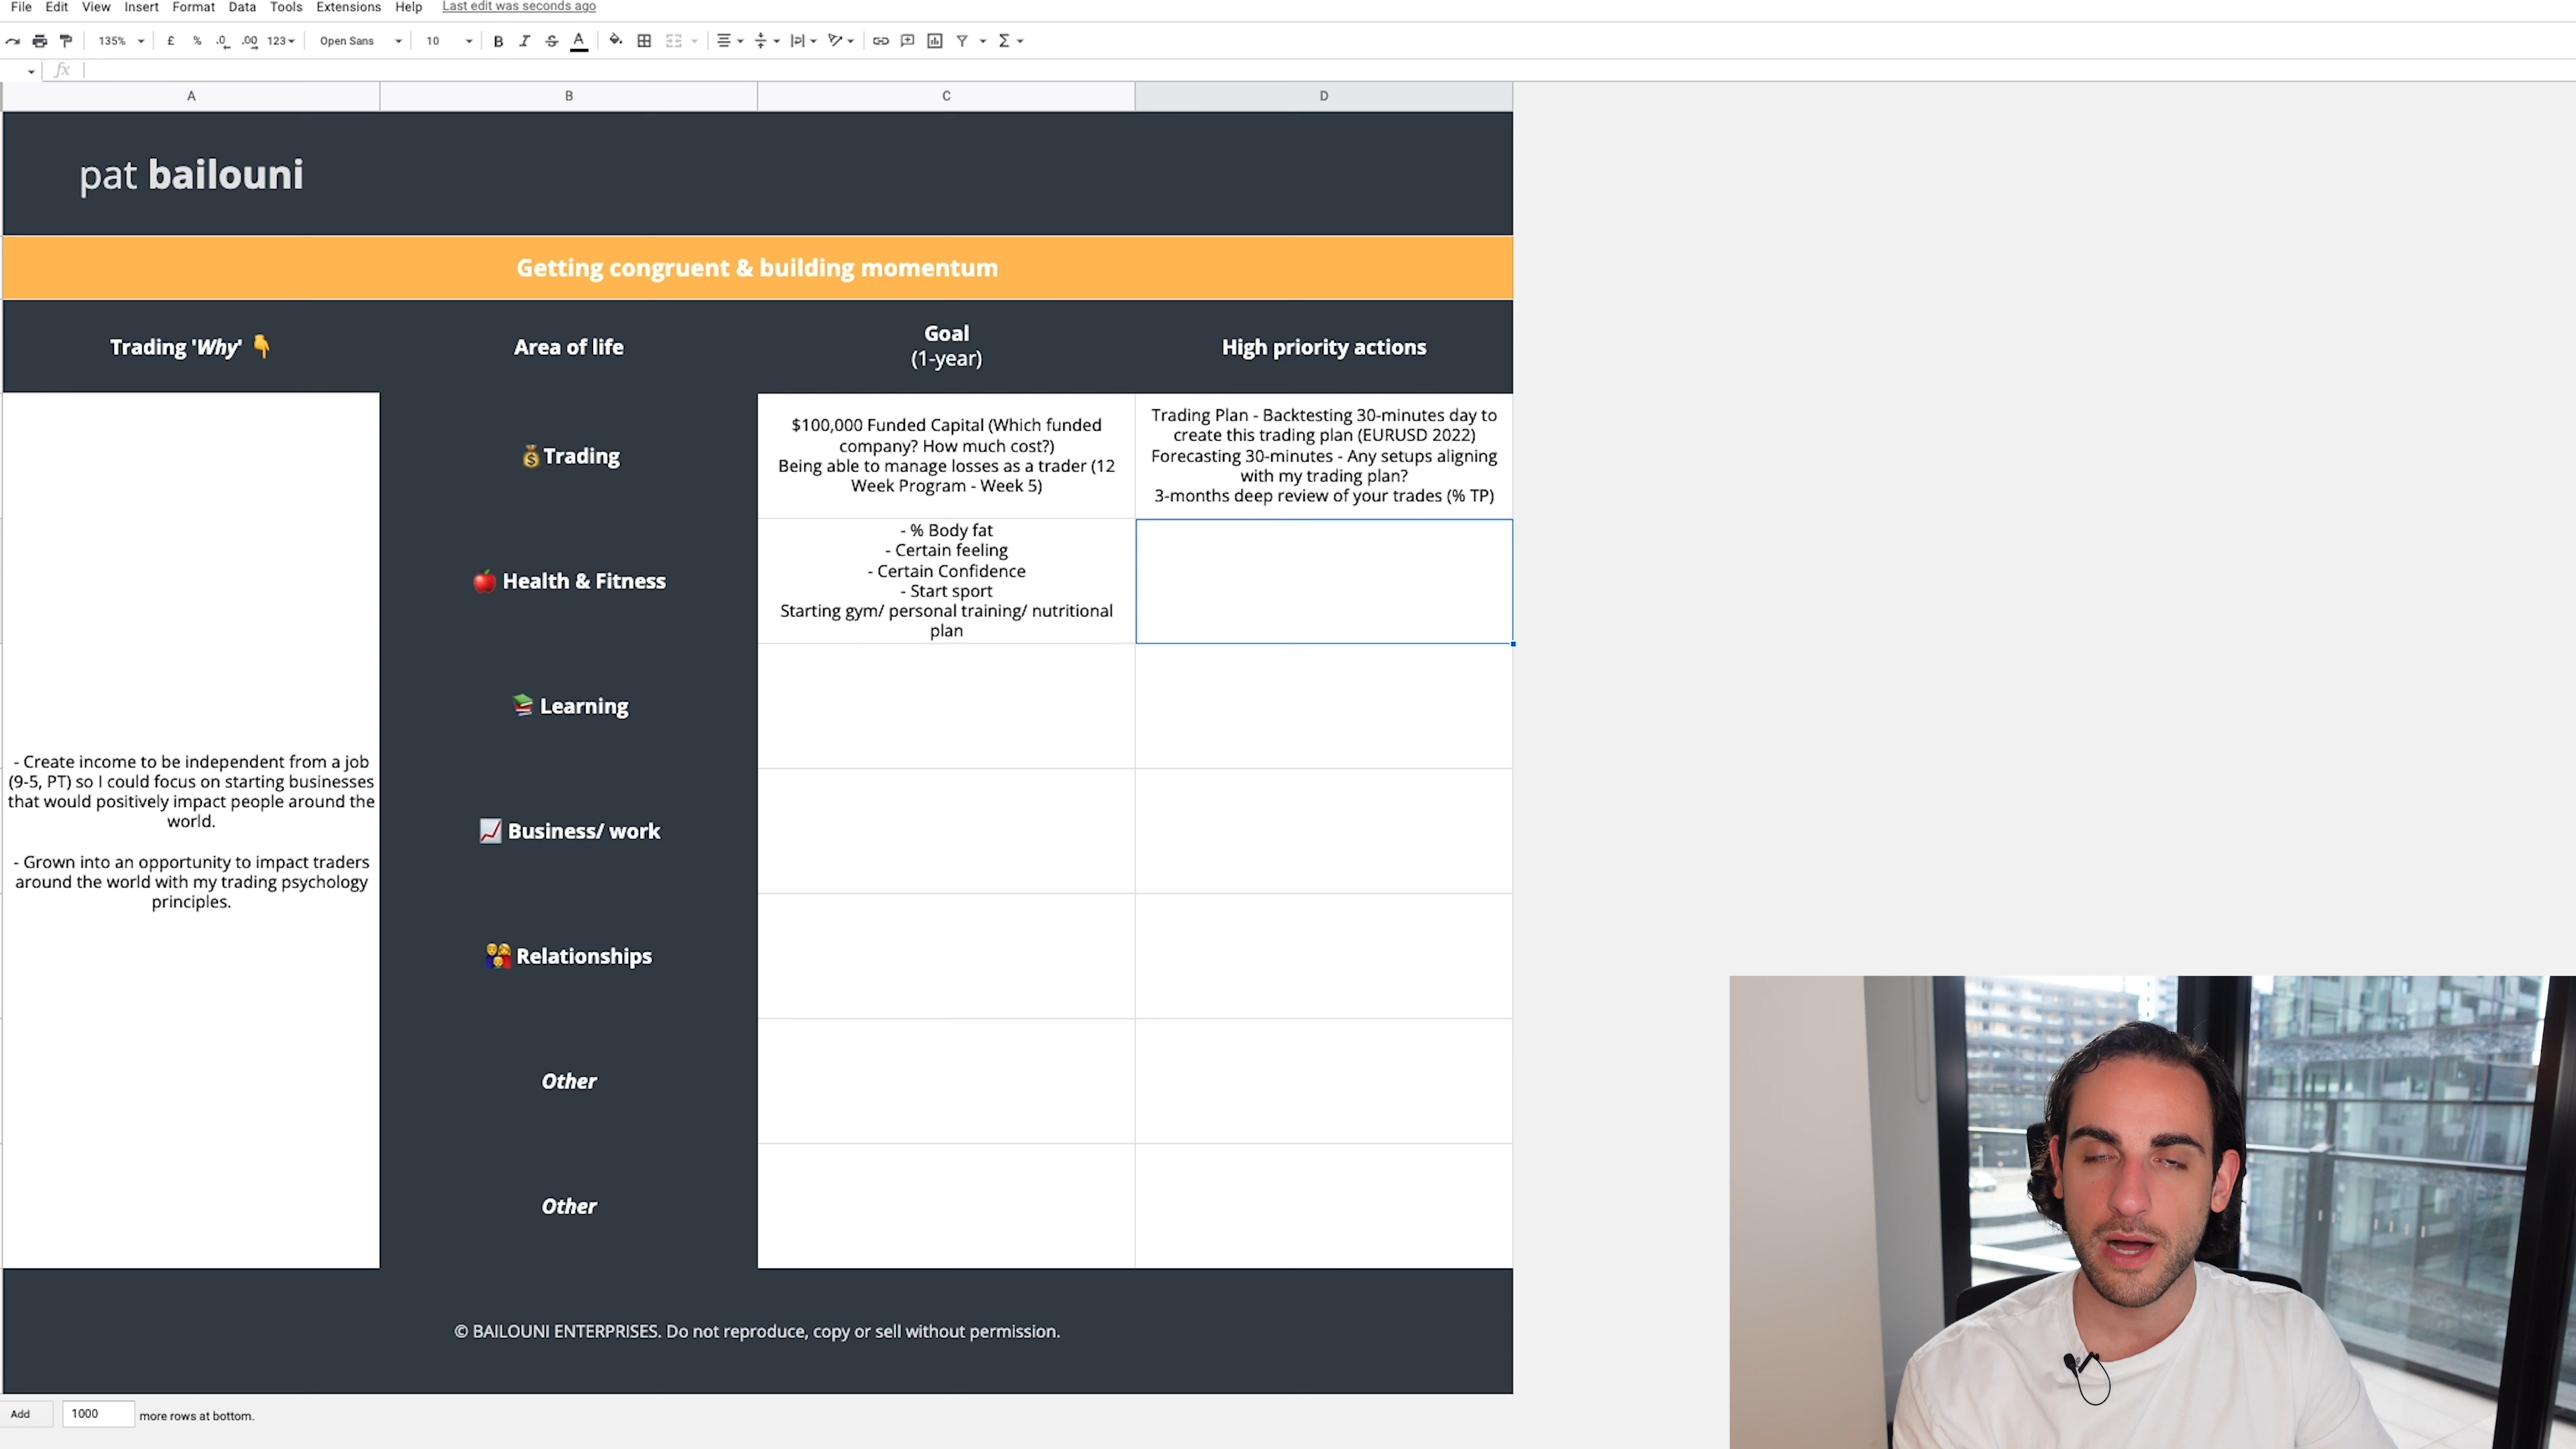 File Edit View Insert Format Data Tools Extensions Help Last edit was seconds ago
135% £ % .0 .00 123 Open Sans 10 B I S A Σ
fx
A B C D
pat bailouni
Getting congruent & building momentum
Trading 'Why' 👇
Area of life
Goal
(1-year)
High priority actions
- Create income to be independent from a job
(9-5, PT) so I could focus on starting businesses
that would positively impact people around the
world.
- Grown into an opportunity to impact traders
around the world with my trading psychology
principles.
💰Trading
$100,000 Funded Capital (Which funded
company? How much cost?)
Being able to manage losses as a trader (12
Week Program - Week 5)
Trading Plan - Backtesting 30-minutes day to
create this trading plan (EURUSD 2022)
Forecasting 30-minutes - Any setups aligning
with my trading plan?
3-months deep review of your trades (% TP)
🍎 Health & Fitness
- % Body fat
- Certain feeling
- Certain Confidence
- Start sport
Starting gym/ personal training/ nutritional
plan
📚 Learning
📈 Business/ work
👨‍👩‍👦 Relationships
Other
Other
© BAILOUNI ENTERPRISES. Do not reproduce, copy or sell without permission.
Add 1000 more rows at bottom.